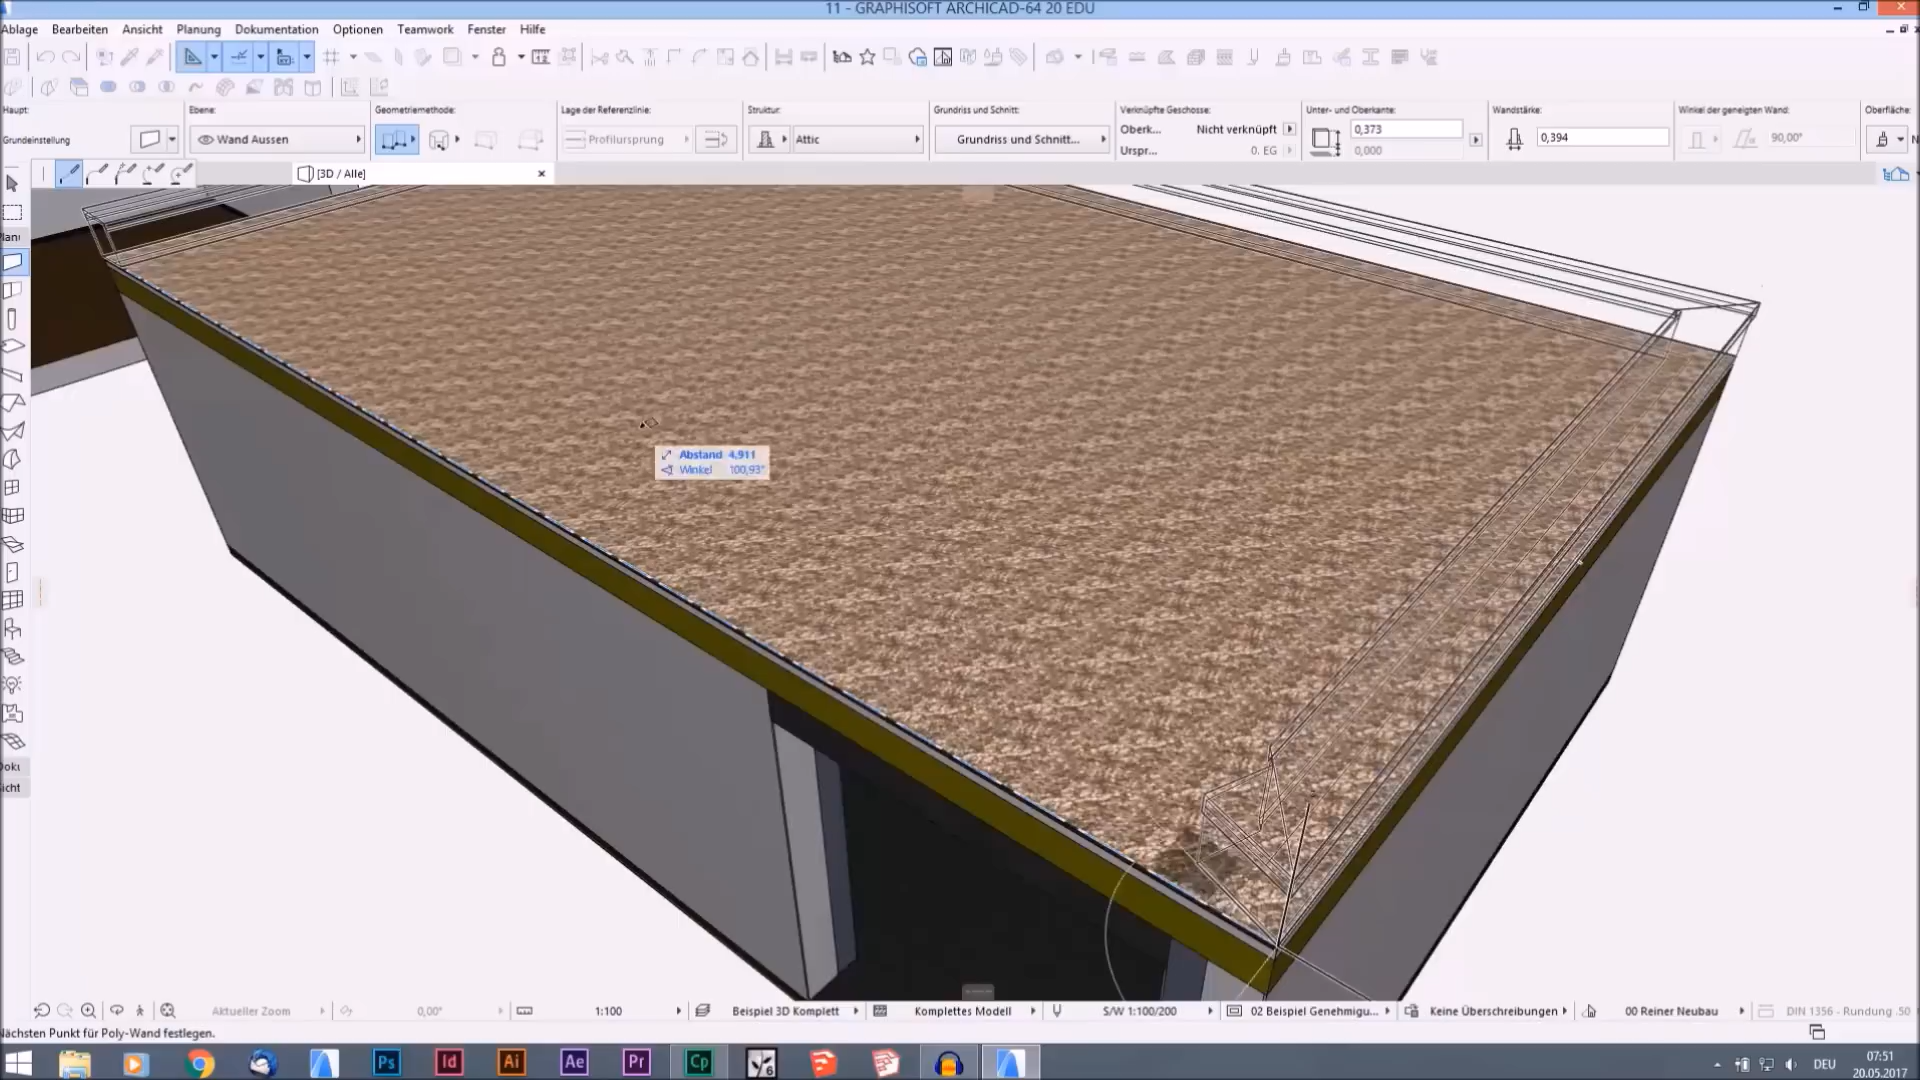 11 - GRAPHISOFT ARCHICAD-64 20 EDU
Ablage Bearbeiten Ansicht Planung Dokumentation Optionen Teamwork Fenster Hilfe
Haupt: Ebene: Geometriemethode: Lage der Referenzlinie: Struktur: Grundriss und Schnitt: Verknüpfte Geschosse: Unter- und Oberkante: Wandstärke: Winkel der geneigten Wand: Oberfläche:
Grundeinstellung Wand Aussen Profilursprung Attic Grundriss und Schnitt... Oberk... Nicht verknüpft 0,373 0,394 90,00°
Urspr... 0. EG 0,000
[3D / Alle]
Abstand 4,911
Winkel 100,93°
Aktueller Zoom 0,00° 1:100 Beispiel 3D Komplett Komplettes Modell S/W 1:100/200 02 Beispiel Genehmigu... Keine Überschreibungen 00 Reiner Neubau DIN 1356 - Rundung .50
Nächsten Punkt für Poly-Wand festlegen.
Ps Id Ai Ae Pr Cp 6 DEU 07:51
20.05.2017